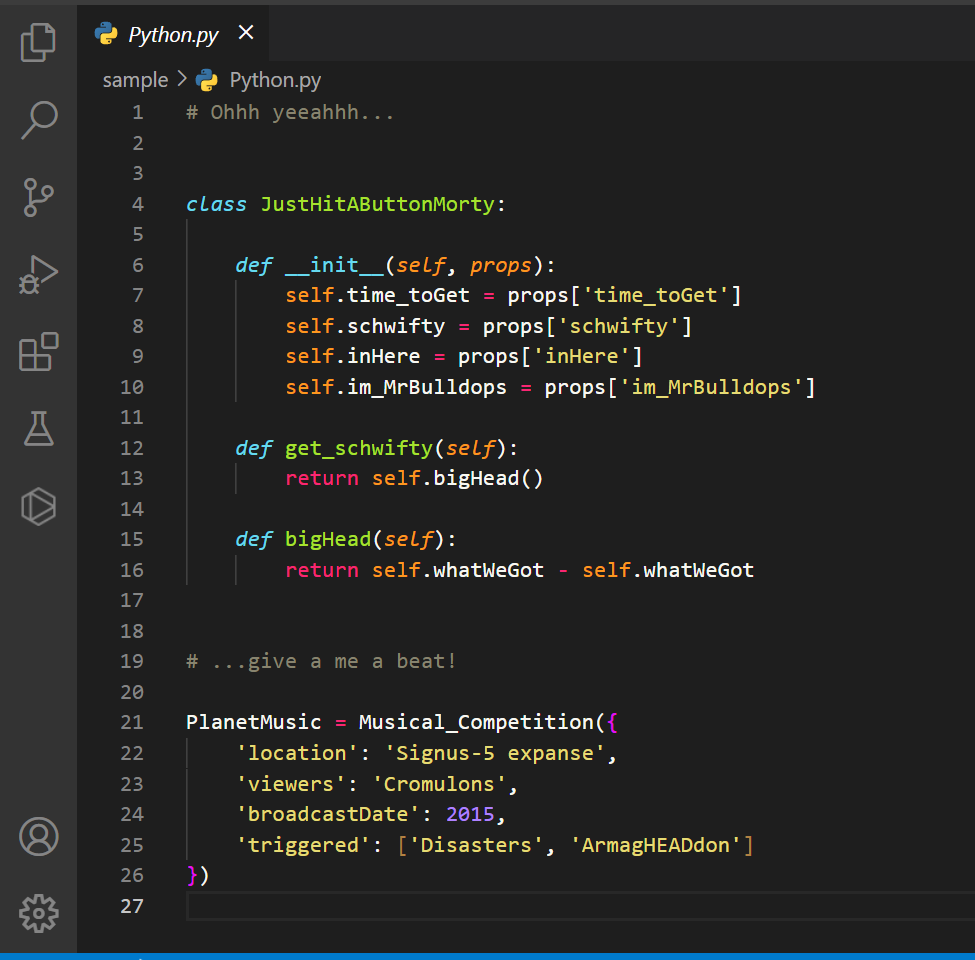 Python.py
sample > Python.py
1 # Ohhh yeeahhh...
2
3
4 class JustHitAButtonMorty:
5
6     def __init__(self, props):
7         self.time_toGet = props['time_toGet']
8         self.schwifty = props['schwifty']
9         self.inHere = props['inHere']
10         self.im_MrBulldops = props['im_MrBulldops']
11
12     def get_schwifty(self):
13         return self.bigHead()
14
15     def bigHead(self):
16         return self.whatWeGot - self.whatWeGot
17
18
19 # ...give a me a beat!
20
21 PlanetMusic = Musical_Competition({
22     'location': 'Signus-5 expanse',
23     'viewers': 'Cromulons',
24     'broadcastDate': 2015,
25     'triggered': ['Disasters', 'ArmagHEADdon']
26 })
27